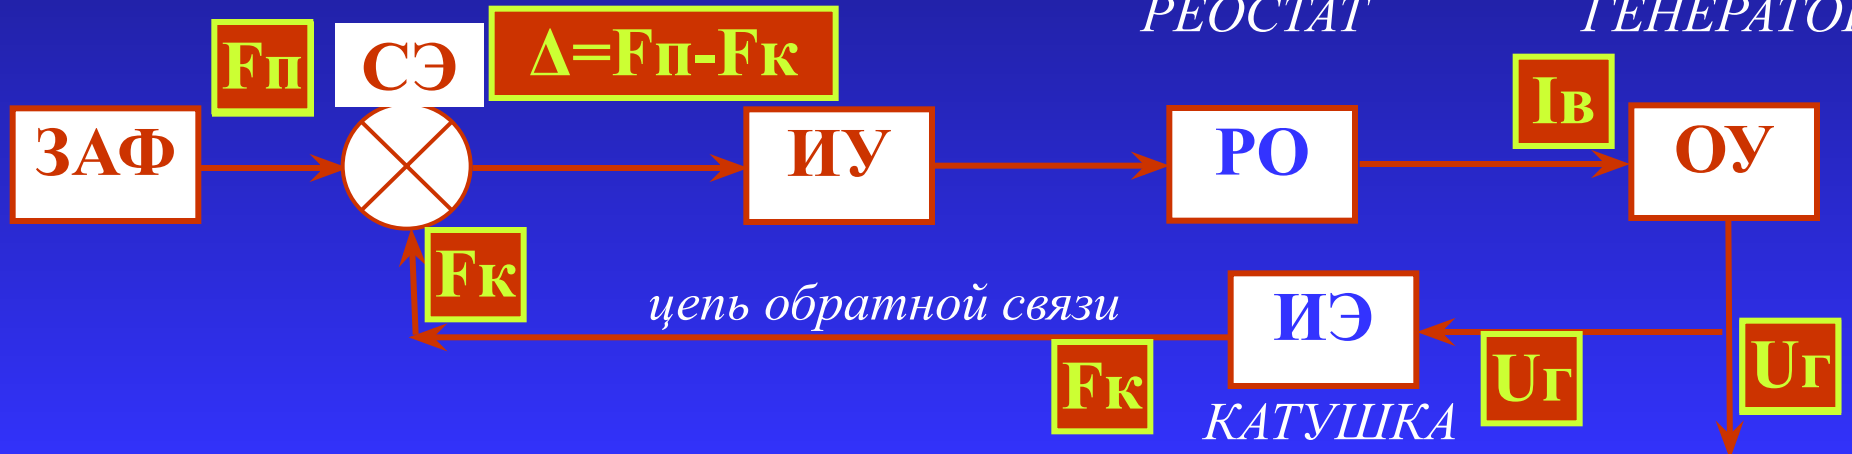 РЕОСТАТ
ГЕНЕРАТОР
Fп
СЭ
Δ=Fп-Fк
Iв
ЗАФ
ИУ
РО
ОУ
Fк
цепь обратной связи
ИЭ
Fк
Uг
Uг
КАТУШКА